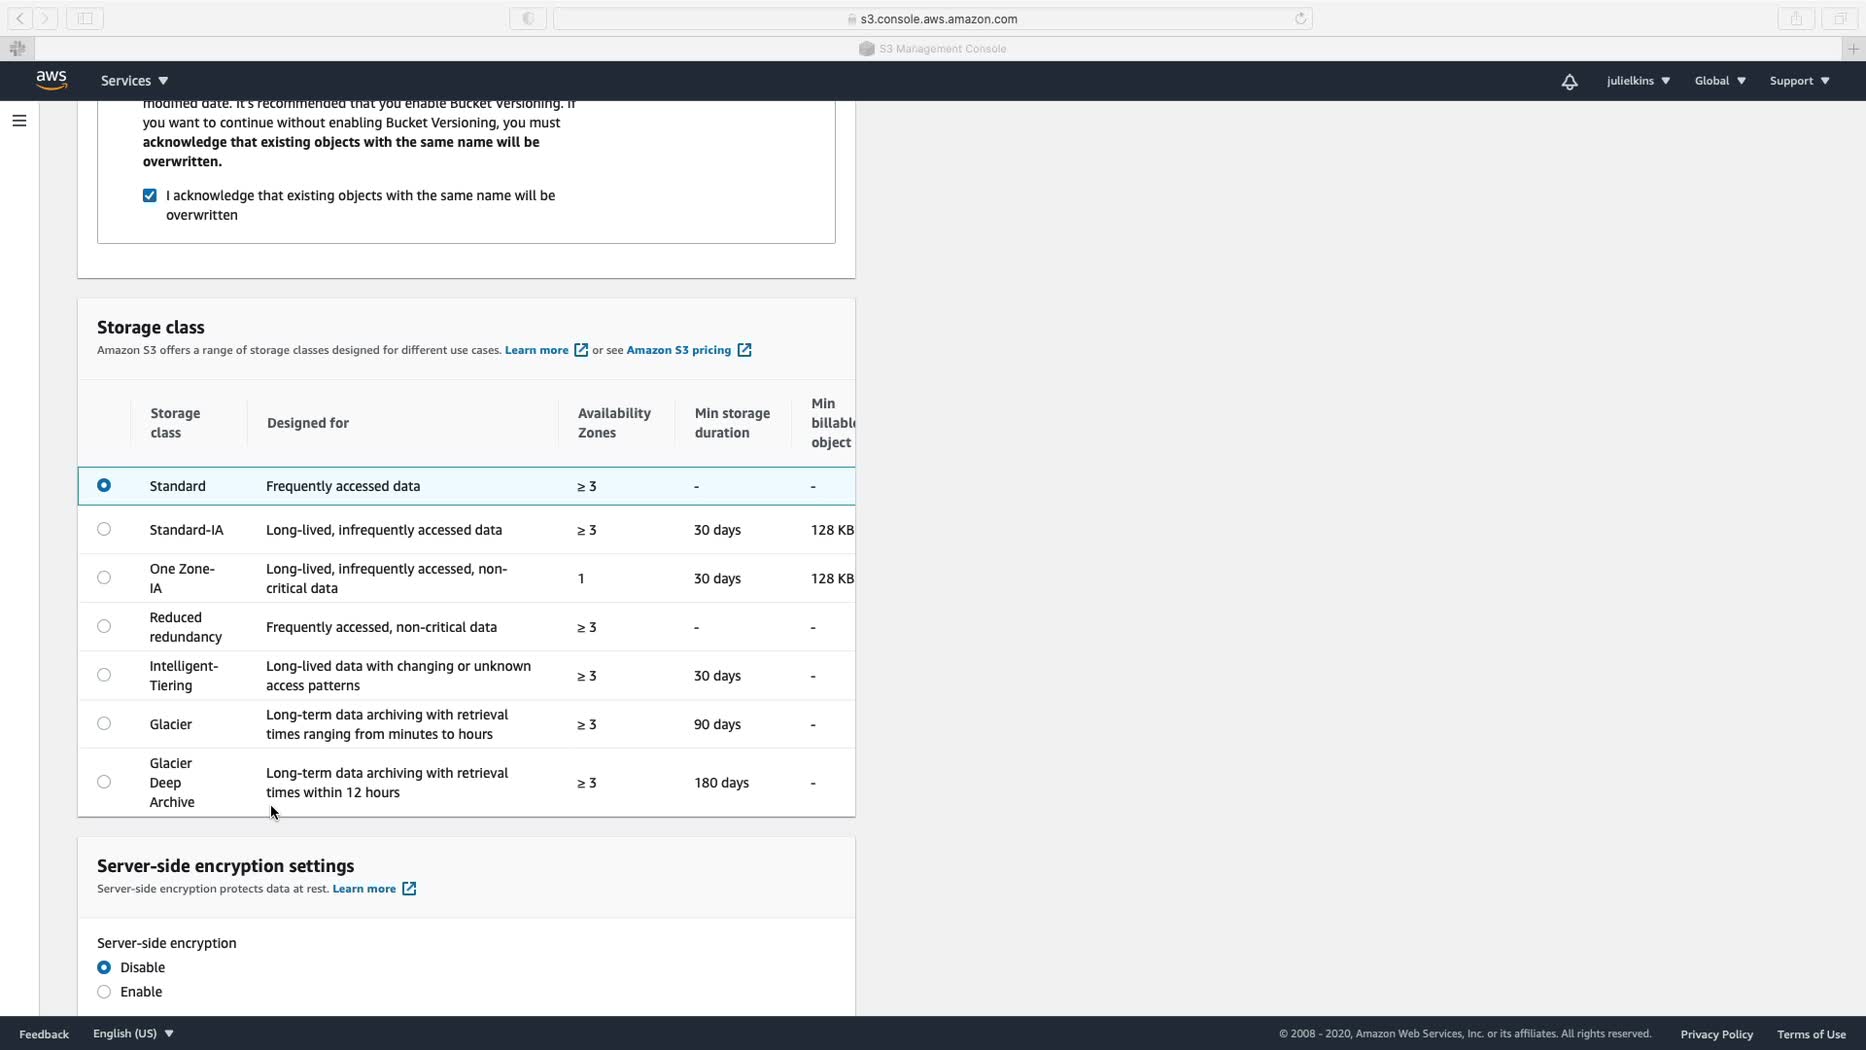 s3.console.aws.amazon.com
S3 Management Console
aws
Services
julielkins
Global
Support
modified date. It's recommended that you enable Bucket Versioning. If
you want to continue without enabling Bucket Versioning, you must
acknowledge that existing objects with the same name will be
overwritten.
I acknowledge that existing objects with the same name will be
overwritten
Storage class
Amazon S3 offers a range of storage classes designed for different use cases. Learn more or see Amazon S3 pricing
Storage
class
Designed for
Availability
Zones
Min storage
duration
Min
billable
object
Standard
Frequently accessed data
≥ 3
-
-
Standard-IA
Long-lived, infrequently accessed data
≥ 3
30 days
128 KB
One Zone-
IA
Long-lived, infrequently accessed, non-
critical data
1
30 days
128 KB
Reduced
redundancy
Frequently accessed, non-critical data
≥ 3
-
-
Intelligent-
Tiering
Long-lived data with changing or unknown
access patterns
≥ 3
30 days
-
Glacier
Long-term data archiving with retrieval
times ranging from minutes to hours
≥ 3
90 days
-
Glacier
Deep
Archive
Long-term data archiving with retrieval
times within 12 hours
≥ 3
180 days
-
Server-side encryption settings
Server-side encryption protects data at rest. Learn more
Server-side encryption
Disable
Enable
Feedback
English (US)
© 2008 - 2020, Amazon Web Services, Inc. or its affiliates. All rights reserved.
Privacy Policy
Terms of Use